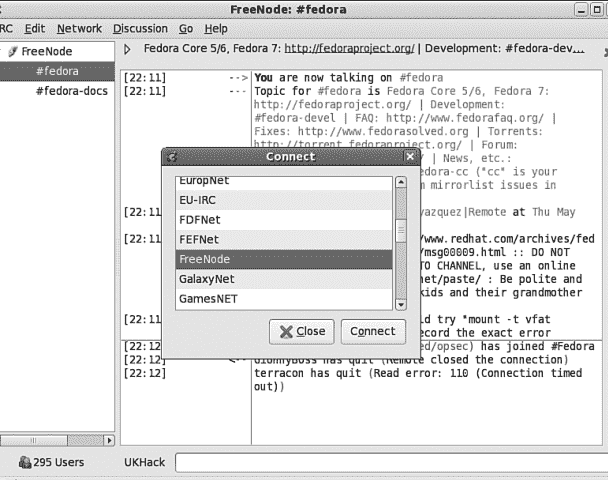 FreeNode: #fedora
RC Edit Network Discussion Go Help
FreeNode
#fedora
#fedora-docs
Fedora Core 5/6, Fedora 7: http://fedoraproject.org/ | Development: #fedora-dev...
[22:11] --> You are now talking on #fedora
[22:11] --- Topic for #fedora is Fedora Core 5/6, Fedora 7:
http://fedoraproject.org/ | Development:
#fedora-devel | FAQ: http://www.fedorafaq.org/ |
Fixes: http://www.fedorasolved.org | Torrents:
http://torrent.fedoraproject.org/ | Forum:
/ | News, etc.:
edora-cc ("cc" is your
mirrorlist issues in
[22:11 vazquez|Remote at Thu May
[22:11 /www.redhat.com/archives/fed
/msg00009.html :: DO NOT
TO CHANNEL, use an online
net/paste/ : Be polite and
kids and their grandmother
[22:11 ld try "mount -t vfat
ecord the exact error
[22:12 ed/opsec) has joined #Fedora
[22:12] <-- GionnyBoss has quit (Remote closed the connection)
[22:12] terracon has quit (Read error: 110 (Connection timed
out))
Connect
EuropNet
EU-IRC
FDFNet
FEFNet
FreeNode
GalaxyNet
GamesNET
Close Connect
295 Users UKHack